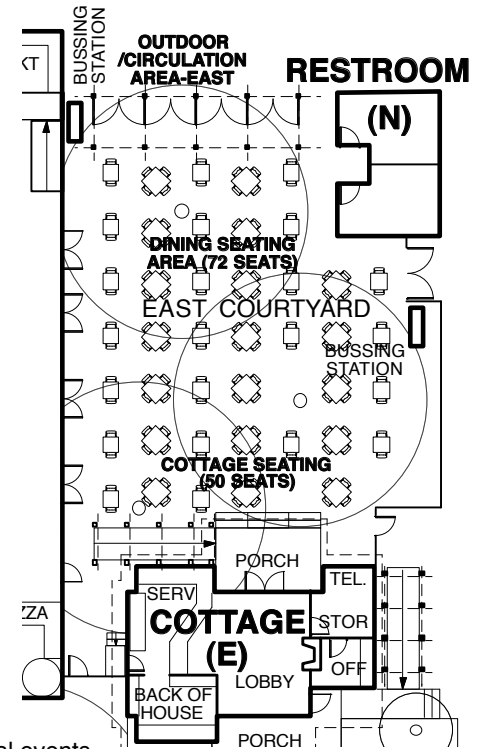 BUSSING
STATION
OUTDOOR
/CIRCULATION
AREA-EAST
RESTROOM
(N)
DINING SEATING
AREA (72 SEATS)
EAST COURTYARD
BUSSING
STATION
COTTAGE SEATING
(50 SEATS)
PORCH
TEL.
SERV
STOR
COTTAGE
(E)
OFF
LOBBY
BACK OF
HOUSE
PORCH
events